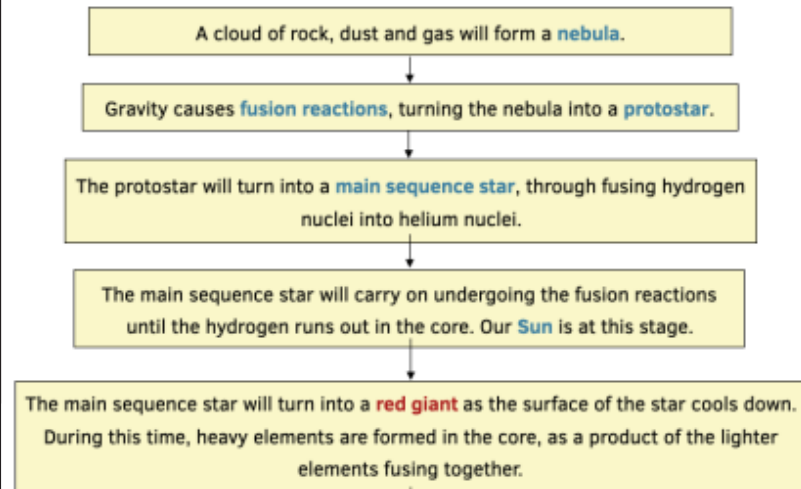 A cloud of rock, dust and gas will form a nebula.
Gravity causes fusion reactions, turning the nebula into a protostar.
The protostar will turn into a main sequence star, through fusing hydrogen
nuclei into helium nuclei.
The main sequence star will carry on undergoing the fusion reactions
until the hydrogen runs out in the core. Our Sun is at this stage.
The main sequence star will turn into a red giant as the surface of the star cools down.
During this time, heavy elements are formed in the core, as a product of the lighter
elements fusing together.